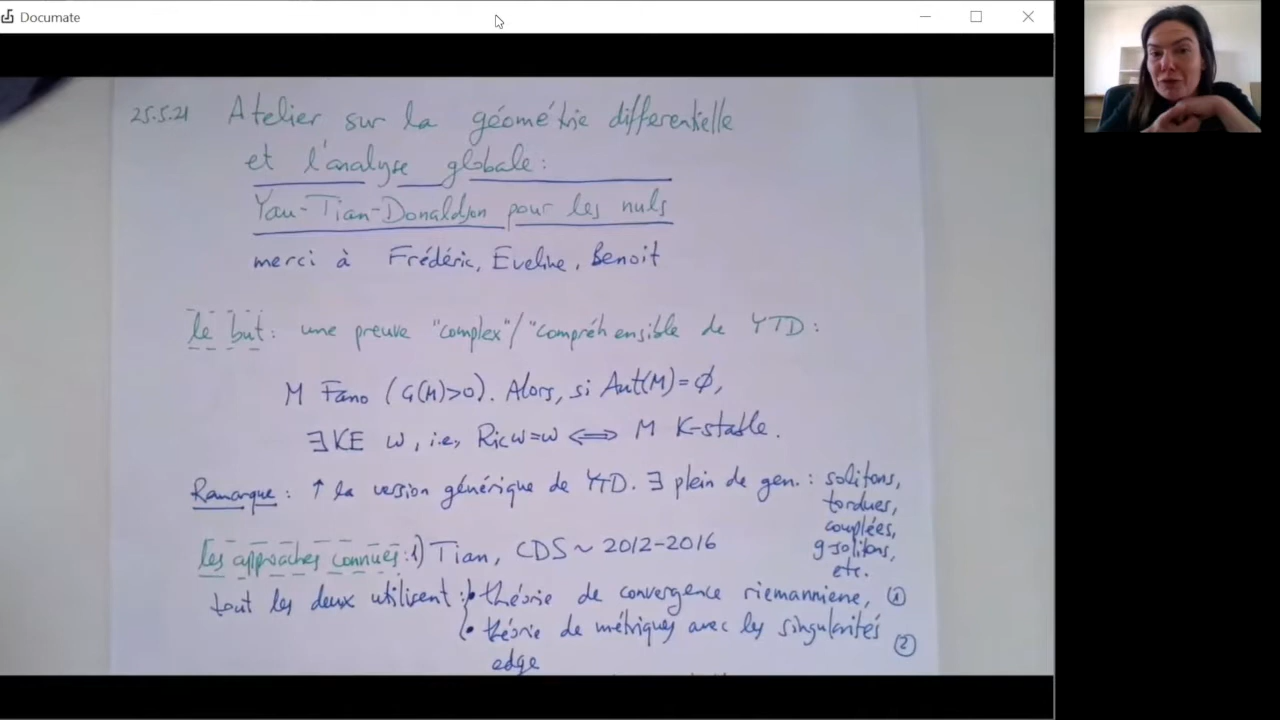 Documate
25.5.21 Atelier sur la géométrie differentielle
et l'analyse globale:
Yau-Tian-Donaldson pour les nuls
merci à Frédéric, Eveline, Benoit
le but: une preuve "complex"/"compréhensible de YTD:
M Fano (C₁(M)>0). Alors, si Aut(M)=∅,
∃KE ω, i.e., Ric ω=ω ⟺ M K-stable.
Ramarque: ↑ la version générique de YTD. ∃ plein de gen.: solitons,
tordues,
couplées,
g-solitons,
etc.
les approches connues: 1) Tian, CDS ~ 2012-2016
tout les deux utilisent: • théorie de convergence riemanniene, ①
• théorie de métriques avec les singularités ②
edge